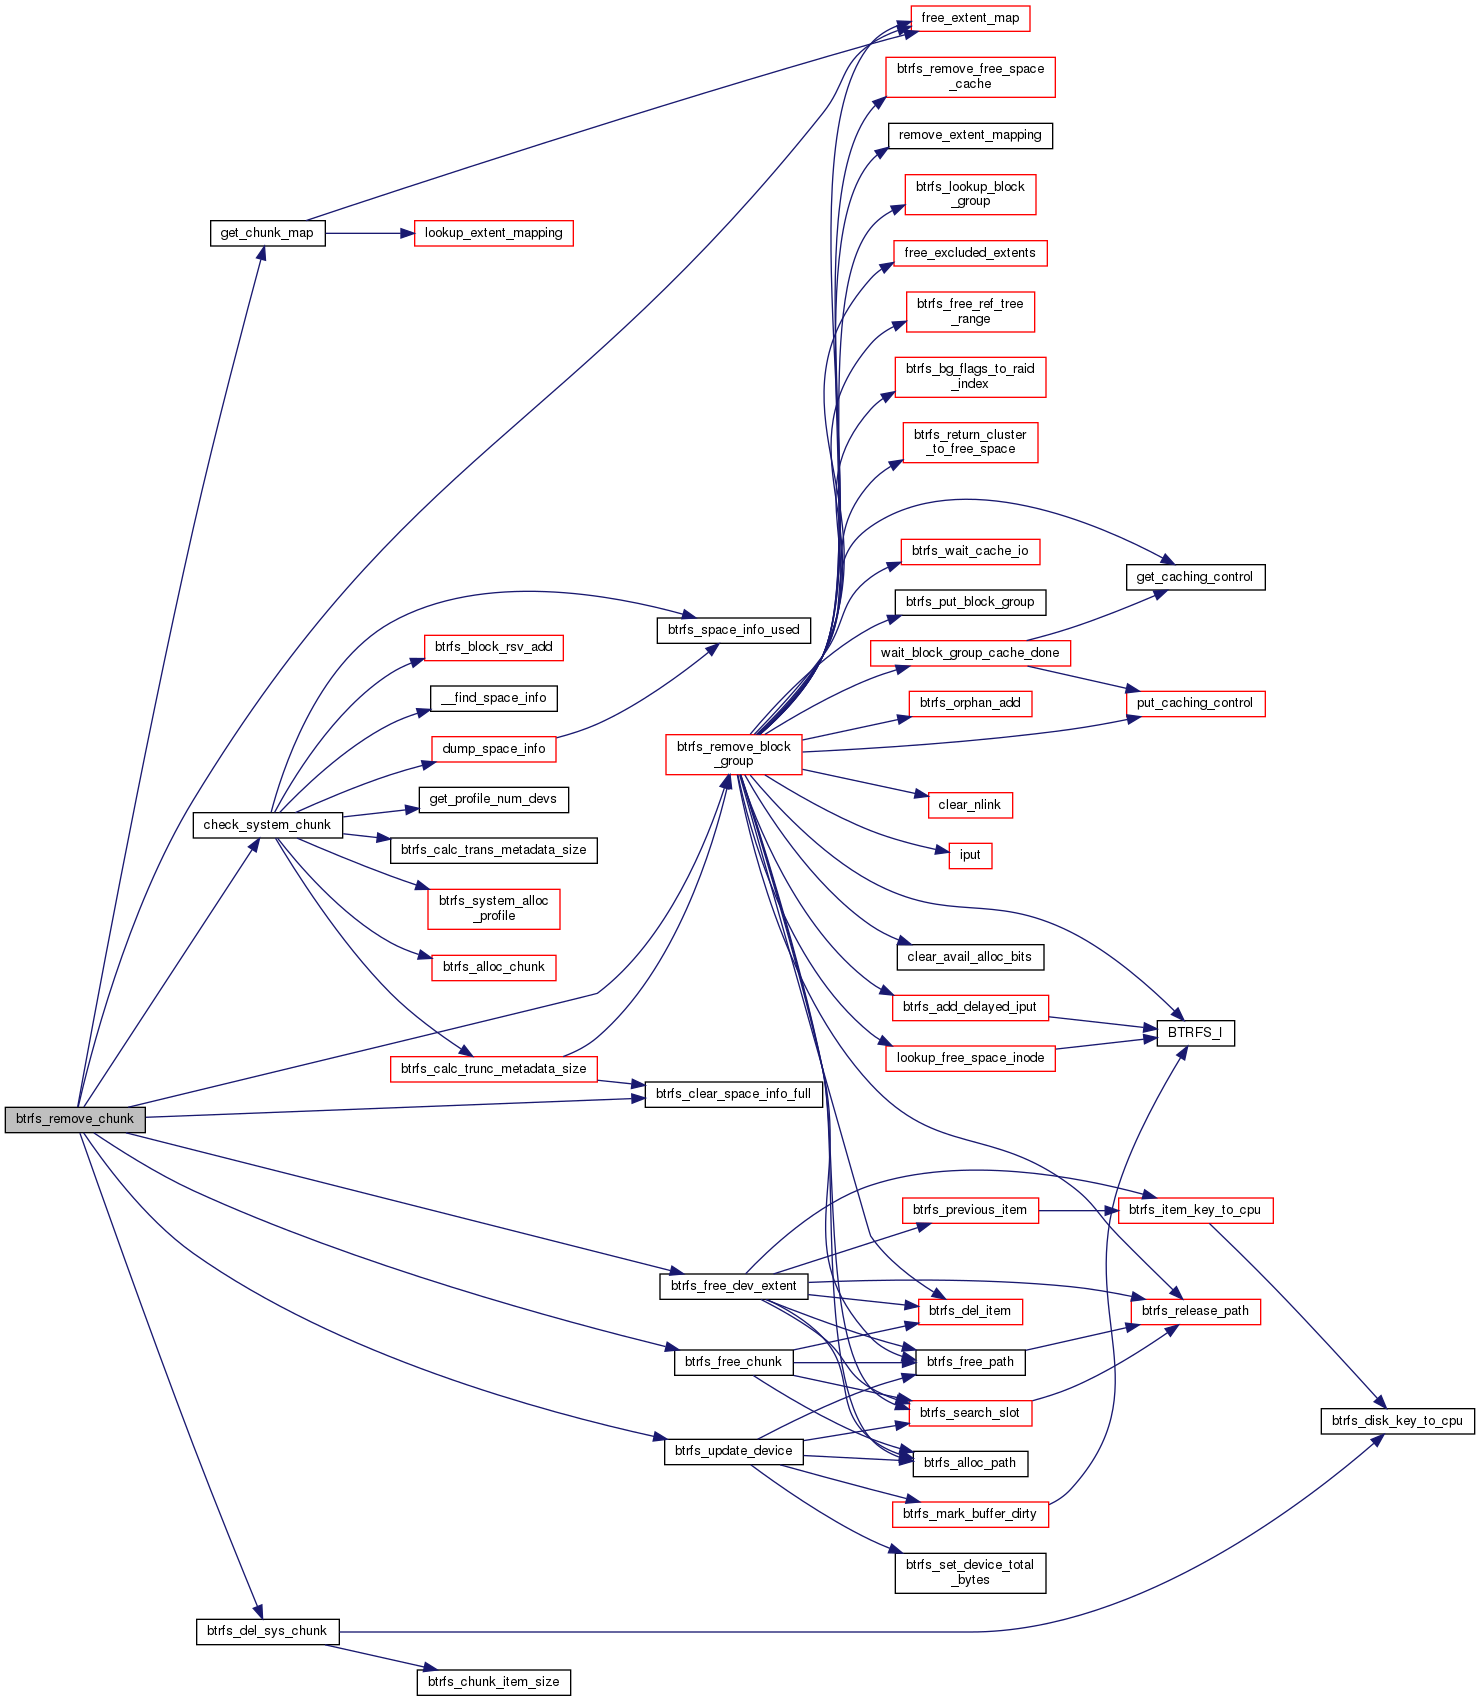 free_extent_map
btrfs_remove_free_space
_cache
remove_extent_mapping
btrfs_lookup_block
_group
get_chunk_map
lookup_extent_mapping
free_excluded_extents
btrfs_free_ref_tree
_range
btrfs_bg_flags_to_raid
_index
btrfs_return_cluster
_to_free_space
btrfs_wait_cache_io
get_caching_control
btrfs_put_block_group
btrfs_space_info_used
btrfs_block_rsv_add
wait_block_group_cache_done
__find_space_info
btrfs_orphan_add
put_caching_control
dump_space_info
btrfs_remove_block
_group
get_profile_num_devs
clear_nlink
check_system_chunk
btrfs_calc_trans_metadata_size
iput
btrfs_system_alloc
_profile
clear_avail_alloc_bits
btrfs_alloc_chunk
btrfs_add_delayed_iput
BTRFS_I
lookup_free_space_inode
btrfs_calc_trunc_metadata_size
btrfs_clear_space_info_full
btrfs_remove_chunk
btrfs_previous_item
btrfs_item_key_to_cpu
btrfs_free_dev_extent
btrfs_del_item
btrfs_release_path
btrfs_free_chunk
btrfs_free_path
btrfs_search_slot
btrfs_disk_key_to_cpu
btrfs_update_device
btrfs_alloc_path
btrfs_mark_buffer_dirty
btrfs_set_device_total
_bytes
btrfs_del_sys_chunk
btrfs_chunk_item_size